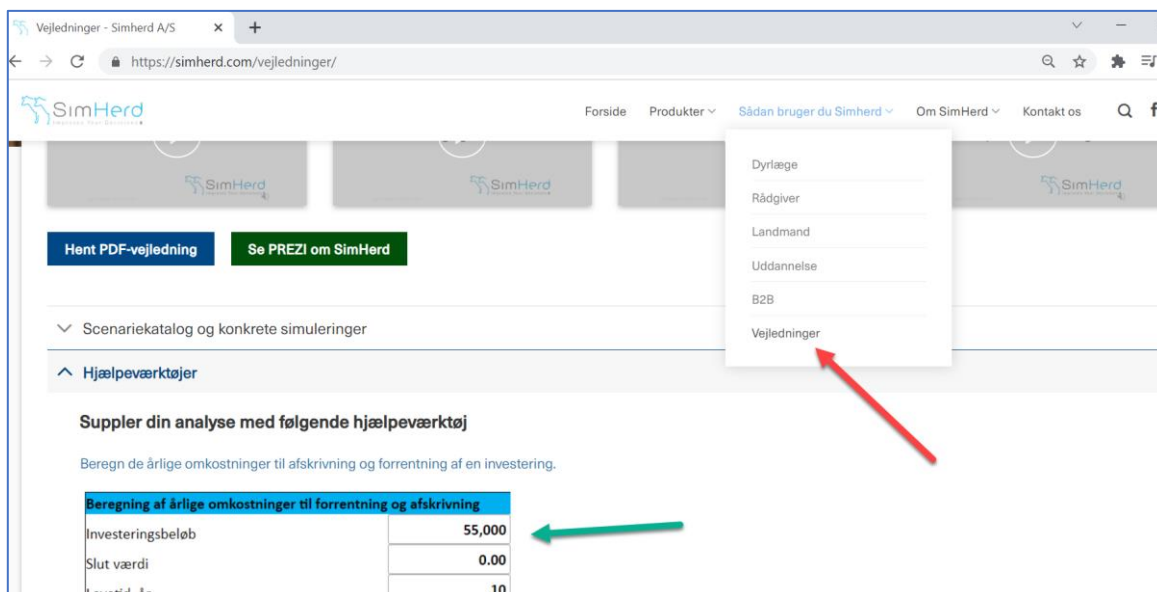 Vejledninger - Simherd A/S
https://simherd.com/vejledninger/
SimHerd
Forside Produkter Sådan bruger du Simherd Om SimHerd Kontakt os
Dyrlæge
Rådgiver
Landmand
Uddannelse
B2B
Vejledninger
SimHerd
SimHerd
SimHerd
Hent PDF-vejledning Se PREZI om SimHerd
Scenariekatalog og konkrete simuleringer
Hjælpeværktøjer
Suppler din analyse med følgende hjælpeværktøj
Beregn de årlige omkostninger til afskrivning og forrentning af en investering.
Beregning af årlige omkostninger til forrentning og afskrivning
Investeringsbeløb 55,000
Slut værdi 0.00
10